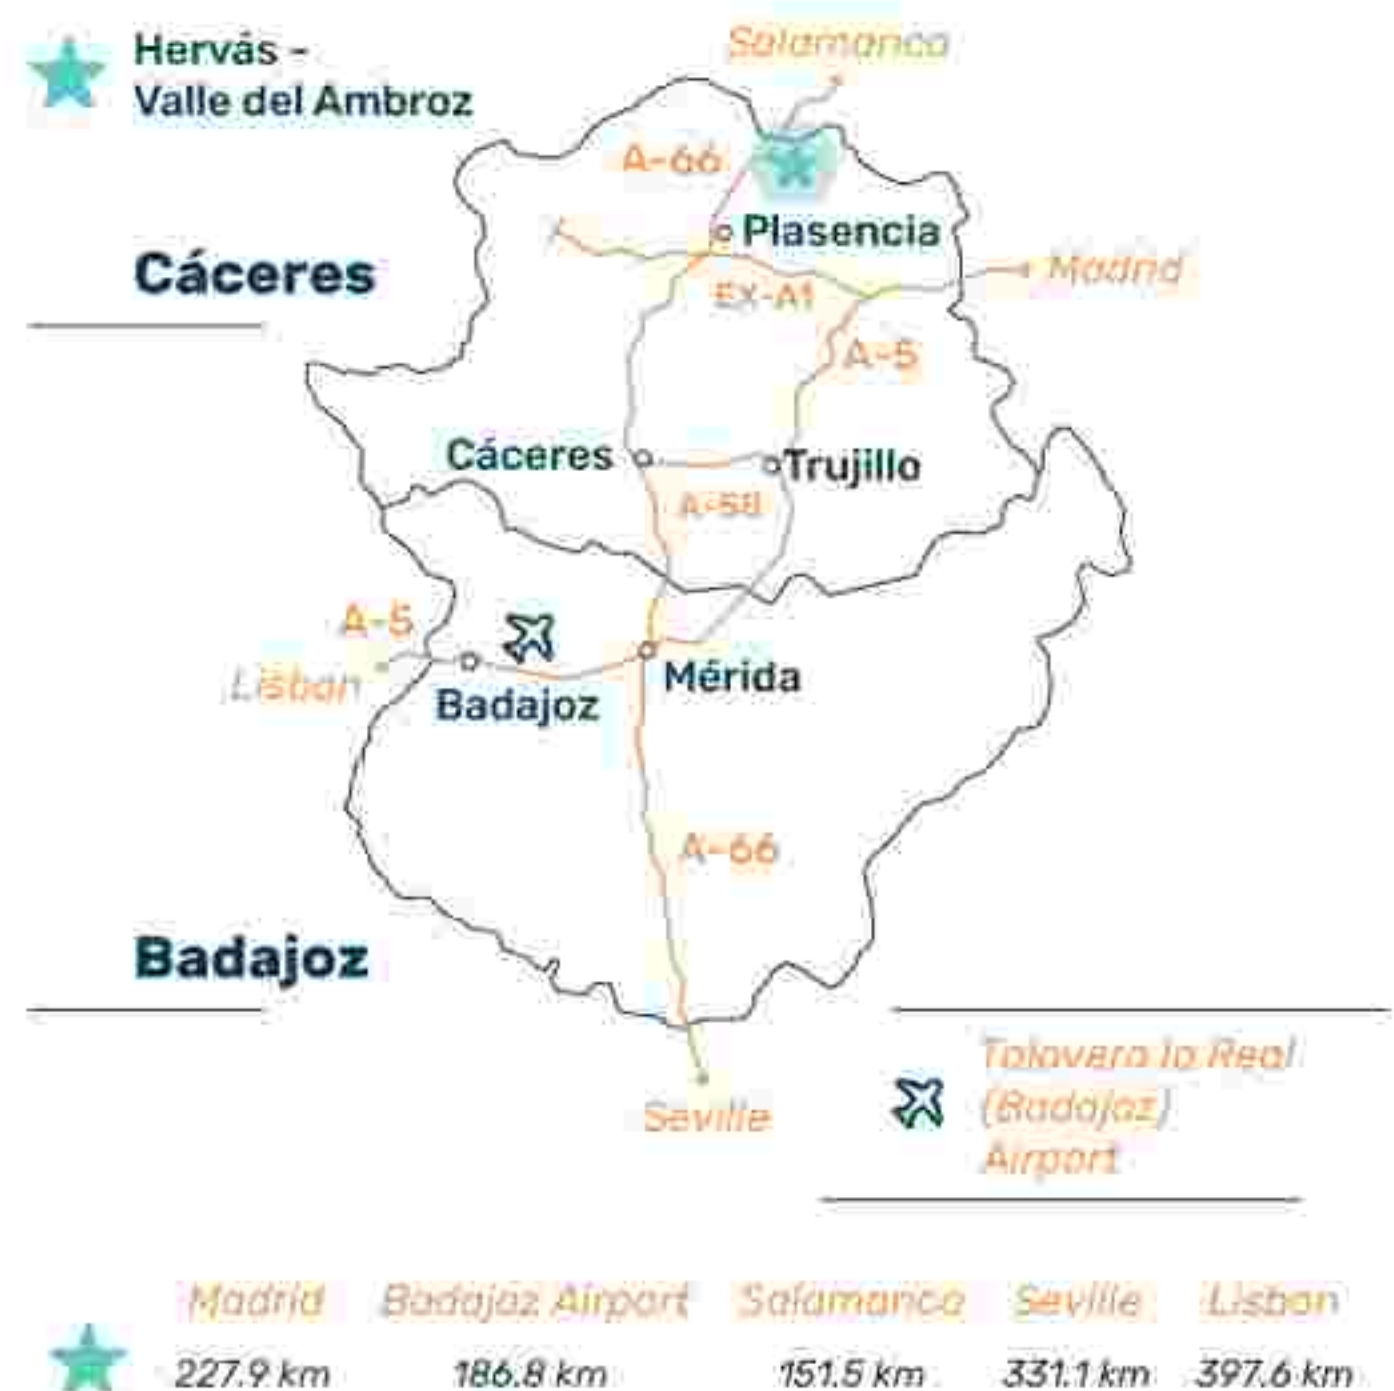 Hervás -
Valle del Ambroz
Salamanca
A-66
Plasencia
Cáceres
Madrid
EX-A1
A-5
Cáceres
Trujillo
A-58
A-5
Lisbon
Badajoz
Mérida
A-66
Badajoz
Seville
Talavera la Real
(Badajoz)
Airport
Madrid Badajoz Airport Salamanca Seville Lisbon
227.9 km 186.8 km 151.5 km 331.1 km 397.6 km